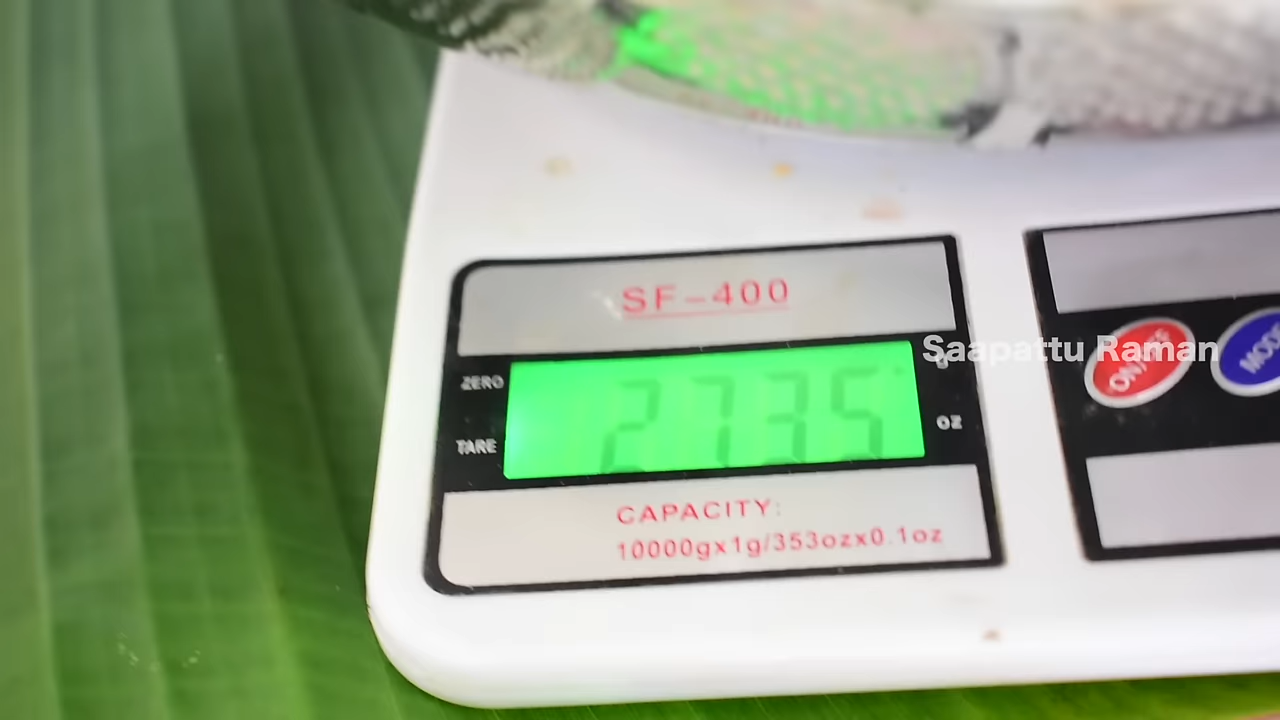 SF-400
Saapattu Raman
ZERO
ON/OFF
TARE
2735
oz
CAPACITY:
10000gx1g/353ozx0.1oz